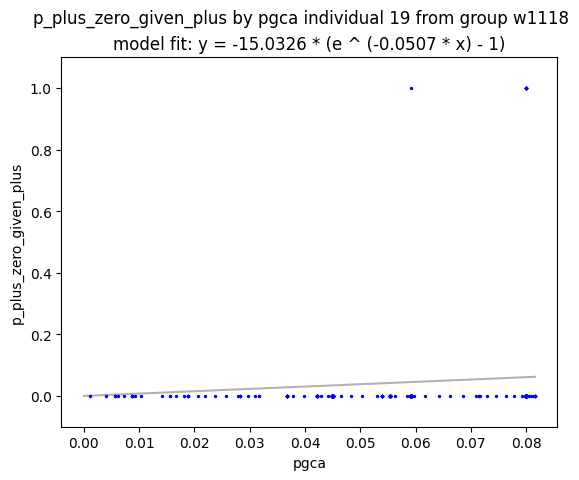 p_plus_zero_given_plus by pgca individual 19 from group w1118
model fit: y = -15.0326 * (e ^ (-0.0507 * x) - 1)
1.0
0.8
0.6
0.4
0.2
0.0
p_plus_zero_given_plus
0.00 0.01 0.02 0.03 0.04 0.05 0.06 0.07 0.08
pgca